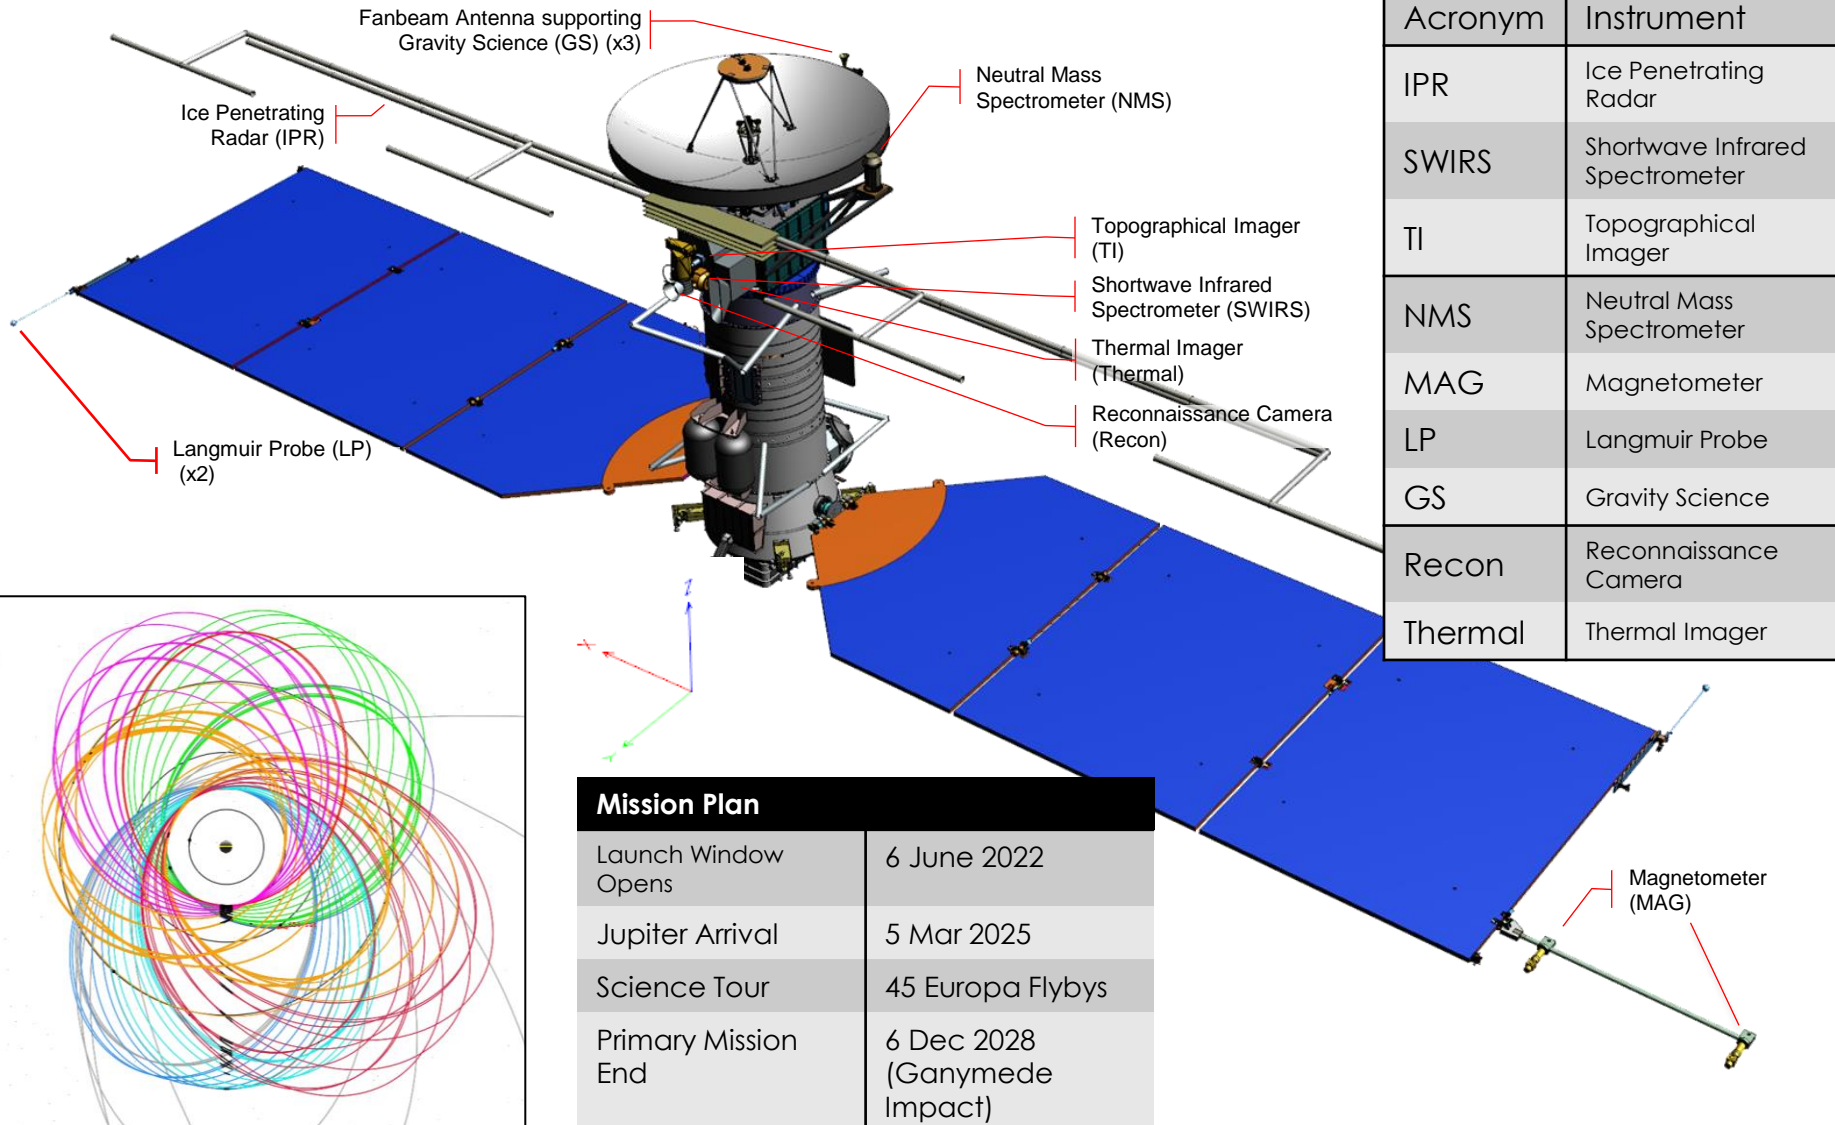 Fanbeam Antenna supporting
Gravity Science (GS) (x3)
Neutral Mass
Spectrometer (NMS)
Ice Penetrating
Radar (IPR)
Topographical Imager
(TI)
Shortwave Infrared
Spectrometer (SWIRS)
Thermal Imager
(Thermal)
Reconnaissance Camera
(Recon)
Langmuir Probe (LP)
(x2)
Magnetometer
(MAG)
Z
X
Y
Acronym Instrument
IPR Ice Penetrating
Radar
SWIRS Shortwave Infrared
Spectrometer
TI Topographical
Imager
NMS Neutral Mass
Spectrometer
MAG Magnetometer
LP Langmuir Probe
GS Gravity Science
Recon Reconnaissance
Camera
Thermal Thermal Imager
Mission Plan
Launch Window
Opens
6 June 2022
Jupiter Arrival 5 Mar 2025
Science Tour 45 Europa Flybys
Primary Mission
End
6 Dec 2028
(Ganymede
Impact)